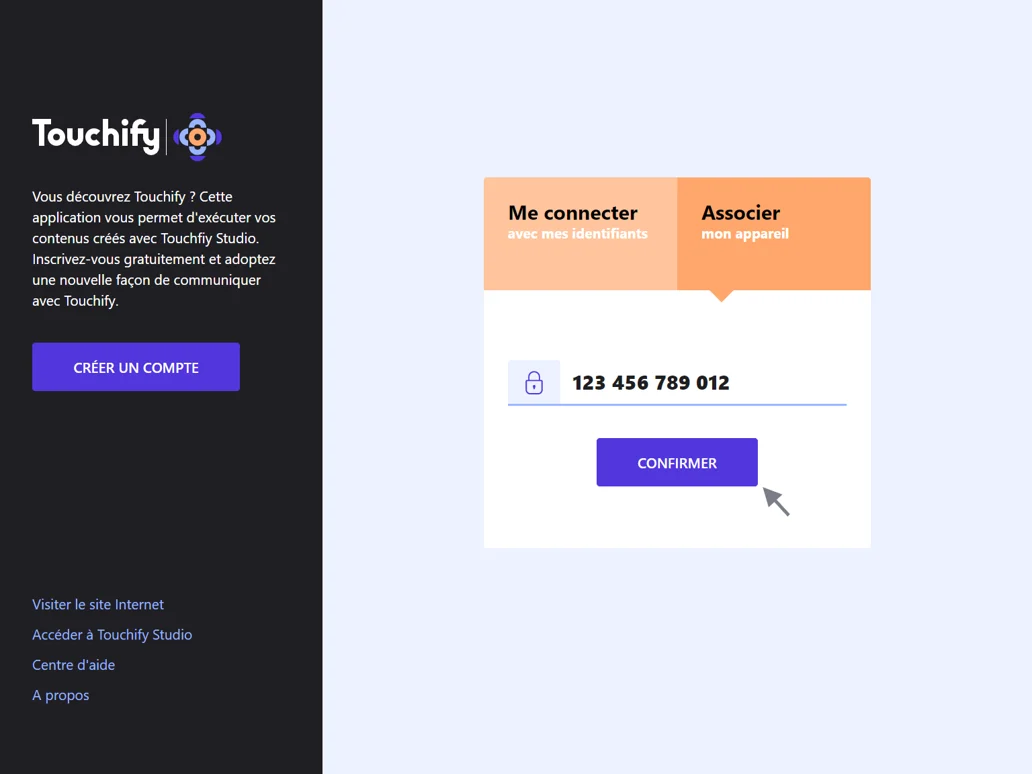 Touchify
Vous découvrez Touchify ? Cette
application vous permet d'exécuter vos
contenus créés avec Touchfiy Studio.
Inscrivez-vous gratuitement et adoptez
une nouvelle façon de communiquer
avec Touchify.
CRÉER UN COMPTE
Visiter le site Internet
Accéder à Touchify Studio
Centre d'aide
A propos
Me connecter
avec mes identifiants
Associer
mon appareil
123 456 789 012
CONFIRMER